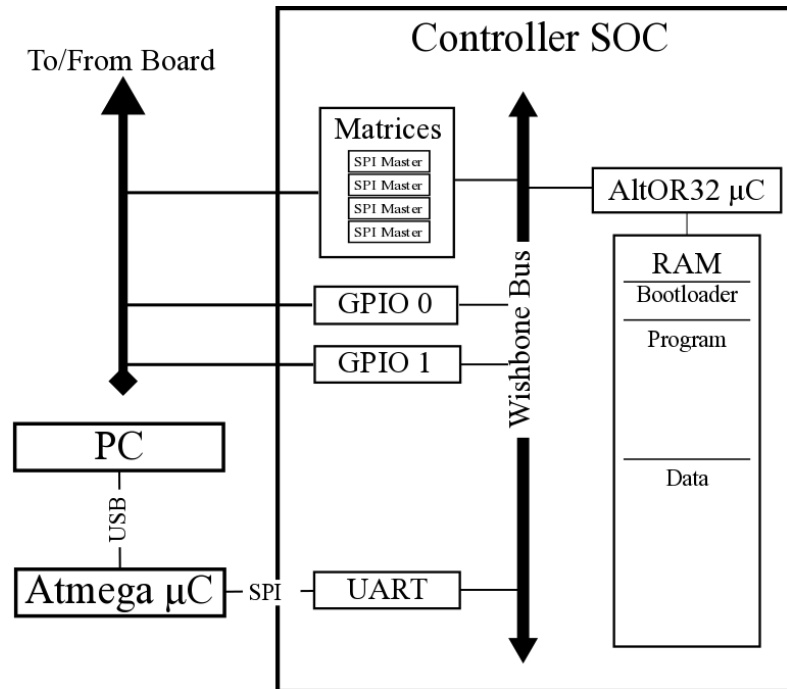 Controller SOC
To/From Board
Matrices
SPI Master
SPI Master
SPI Master
SPI Master
AltOR32 μC
RAM
Bootloader
Program
Data
GPIO 0
GPIO 1
Wishbone Bus
PC
USB
Atmega μC
SPI
UART